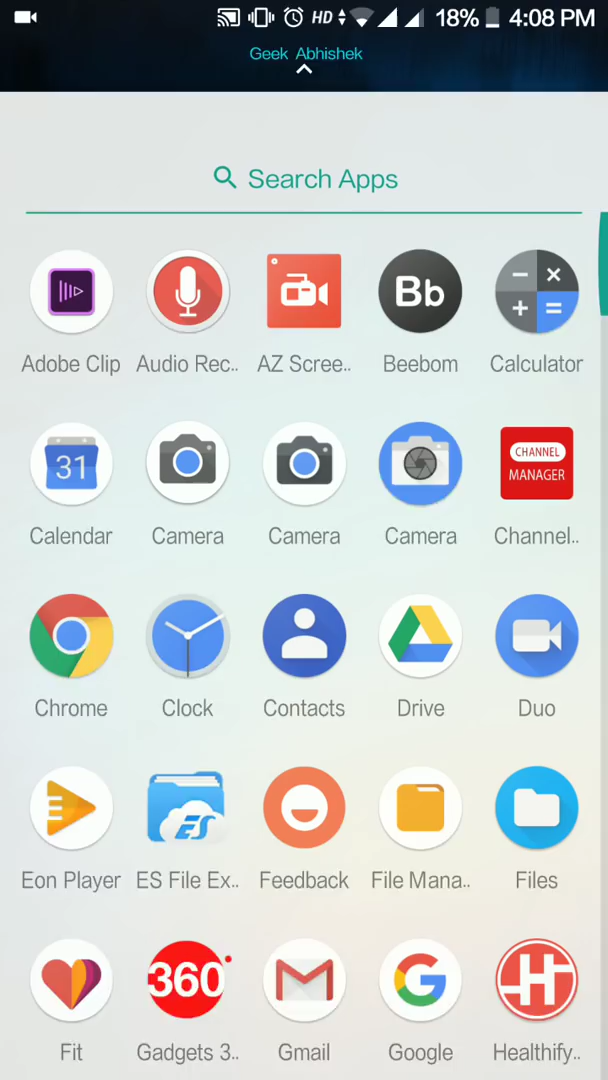 HD 18% 4:08 PM
Geek Abhishek
Search Apps
Bb
Adobe Clip Audio Rec.. AZ Scree.. Beebom Calculator
31
CHANNEL
MANAGER
Calendar Camera Camera Camera Channel..
Chrome Clock Contacts Drive Duo
ES
Eon Player ES File Ex.. Feedback File Mana.. Files
360
Fit Gadgets 3.. Gmail Google Healthify..